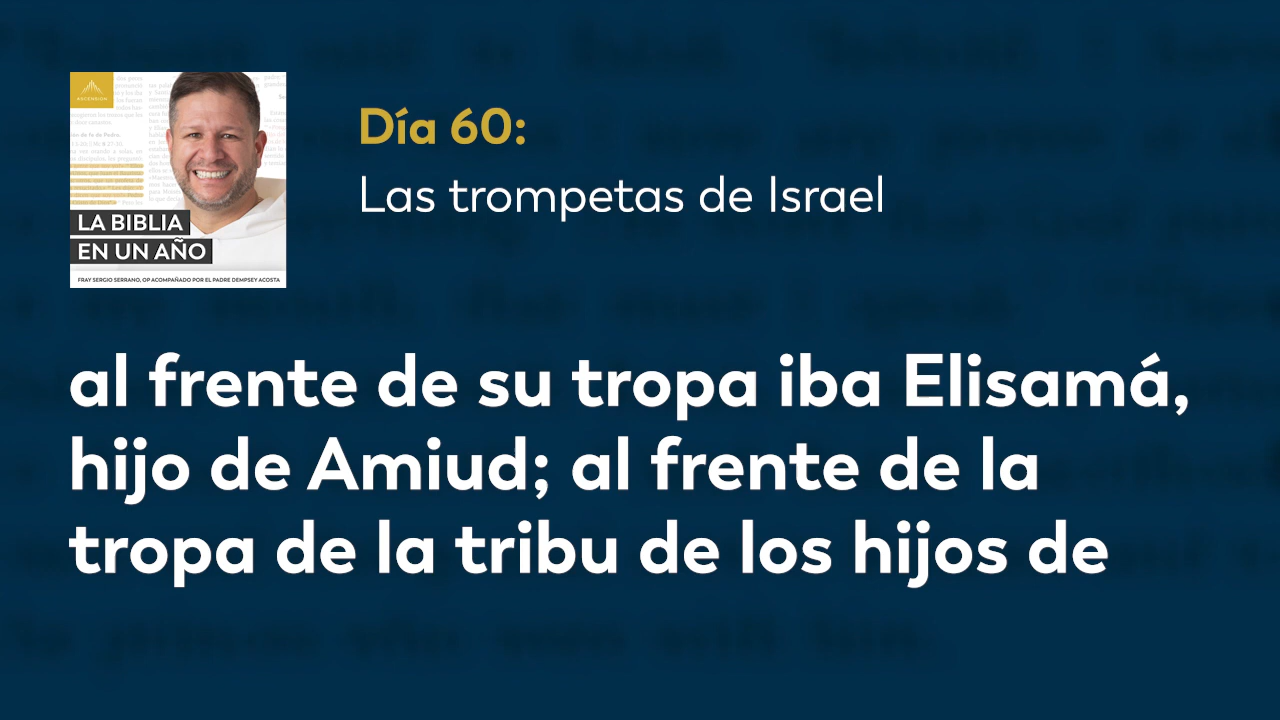 ASCENSION
LA BIBLIA
EN UN AÑO
FRAY SERGIO SERRANO, OP ACOMPAÑADO POR EL PADRE DEMPSEY ACOSTA
Día 60:
Las trompetas de Israel
al frente de su tropa iba Elisamá,
hijo de Amiud; al frente de la
tropa de la tribu de los hijos de